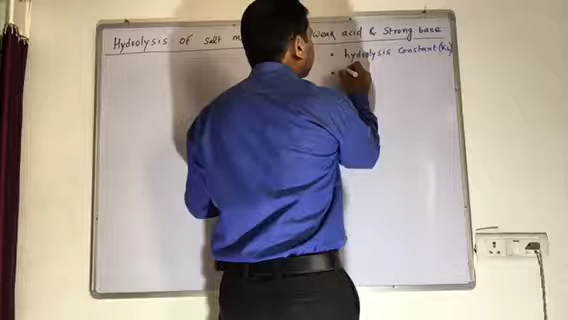 Hydrolysis of salt m weak acid & strong base
• hydrolysis constant (Kh)
•